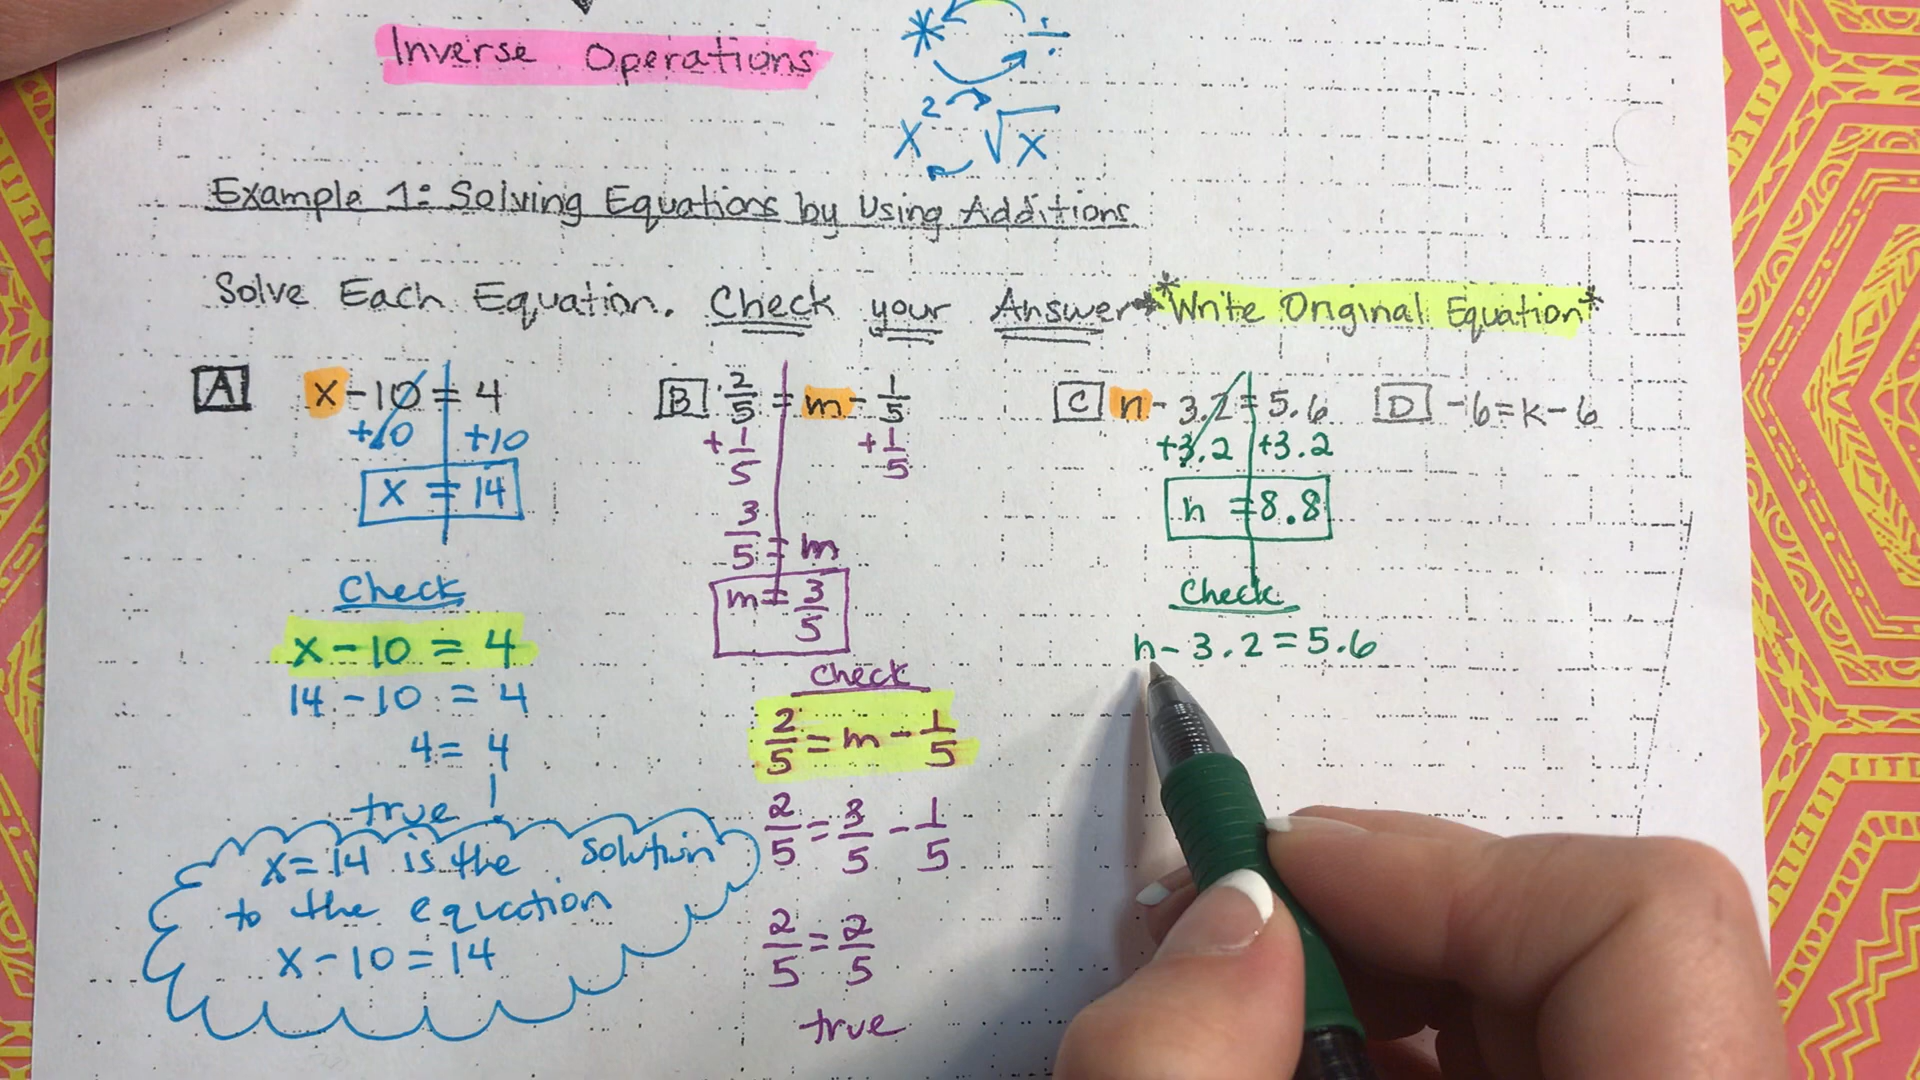 Inverse Operations
* ÷
x² √x
Example 1: Solving Equations by Using Additions
Solve Each Equation. Check your Answer *Write Original Equation*
A x - 10 = 4
+10 +10
x = 14
Check
x - 10 = 4
14 - 10 = 4
4 = 4
true
x = 14 is the solution
to the equation
x - 10 = 14
B 2/5 = m - 1/5
+ 1/5 + 1/5
3/5 = m
m = 3/5
Check
2/5 = m - 1/5
2/5 = 3/5 - 1/5
2/5 = 2/5
true
C n - 3.2 = 5.6
+3.2 +3.2
n = 8.8
Check
n - 3.2 = 5.6
D -6 = k - 6